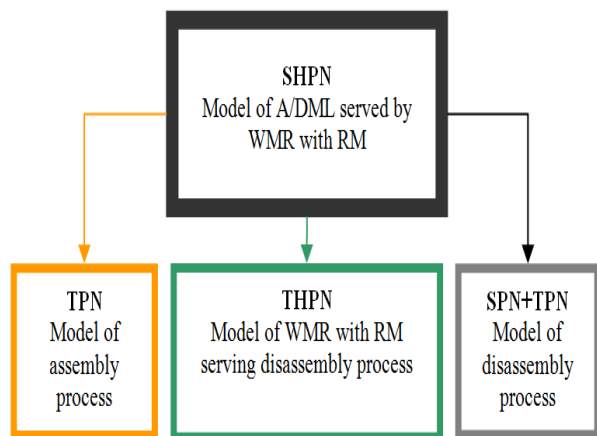 SHPN
Model of A/DML served by
WMR with RM
TPN
Model of
assembly
process
THPN
Model of WMR with RM
serving disassembly process
SPN+TPN
Model of
disassembly
process